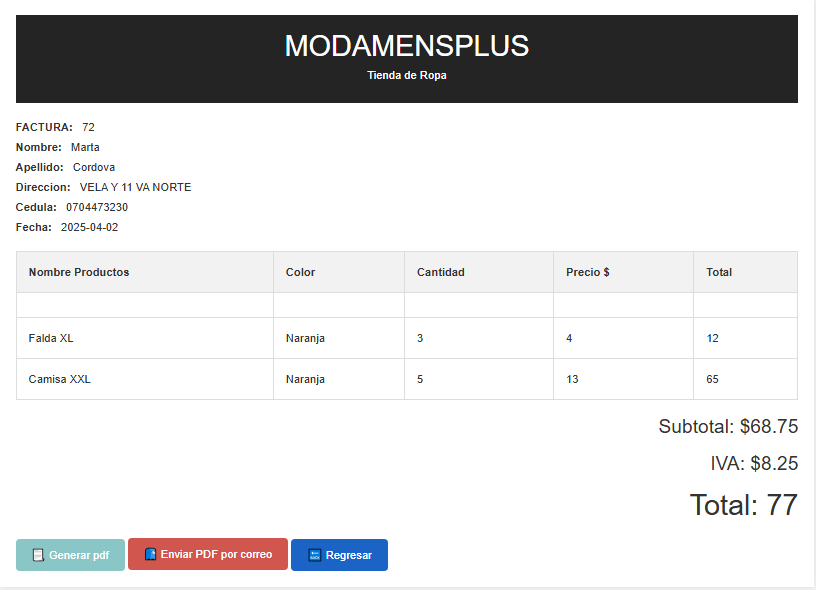 MODAMENSPLUS
Tienda de Ropa
FACTURA: 72
Nombre: Marta
Apellido: Cordova
Direccion: VELA Y 11 VA NORTE
Cedula: 0704473230
Fecha: 2025-04-02
Nombre Productos Color Cantidad Precio $ Total
Falda XL Naranja 3 4 12
Camisa XXL Naranja 5 13 65
Subtotal: $68.75
IVA: $8.25
Total: 77
Generar pdf Enviar PDF por correo Regresar